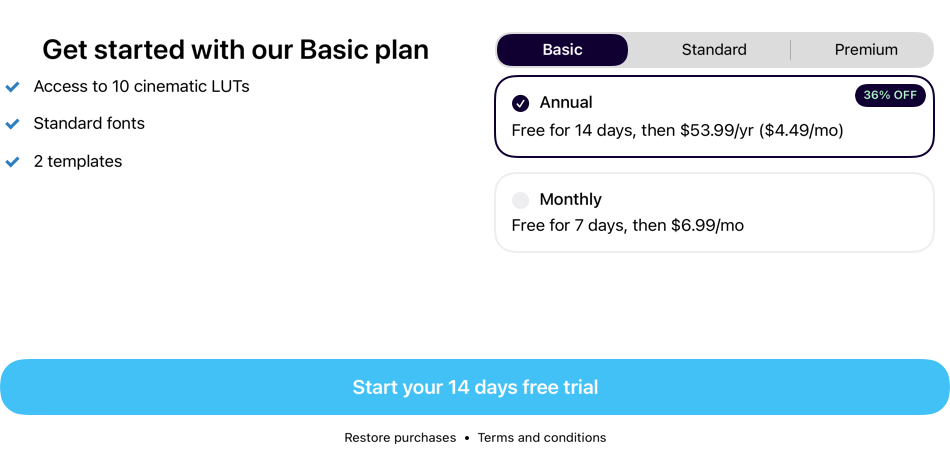 Get started with our Basic plan
Access to 10 cinematic LUTs
Standard fonts
2 templates
Basic
Standard
Premium
36% OFF
Annual
Free for 14 days, then $53.99/yr ($4.49/mo)
Monthly
Free for 7 days, then $6.99/mo
Start your 14 days free trial
Restore purchases • Terms and conditions